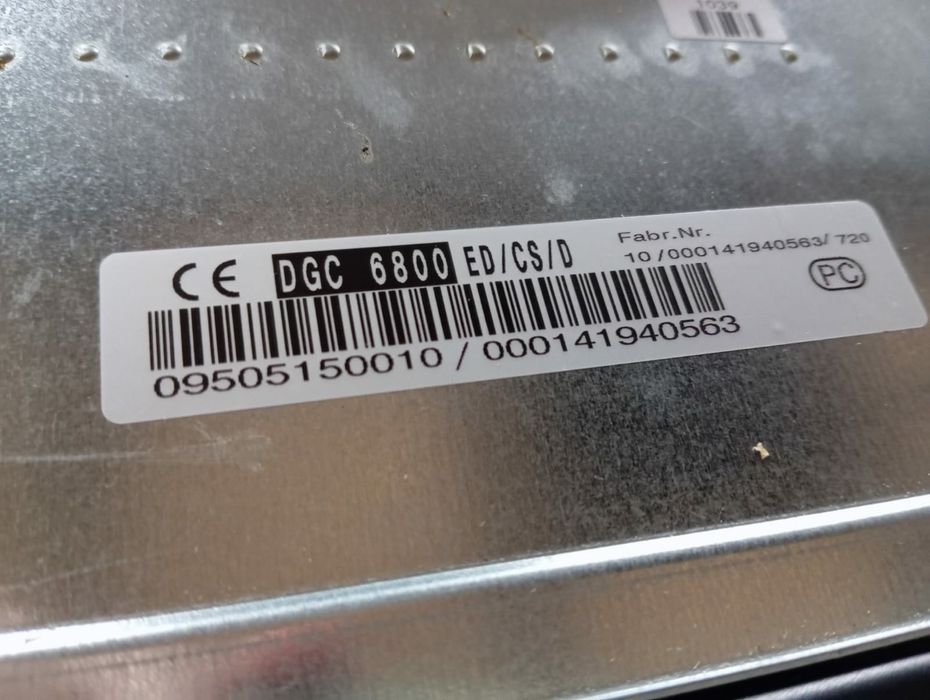 1039
CE DGC 6800 ED/CS/D
Fabr.Nr.
10/000141940563/ 720
PC
09505150010 / 000141940563